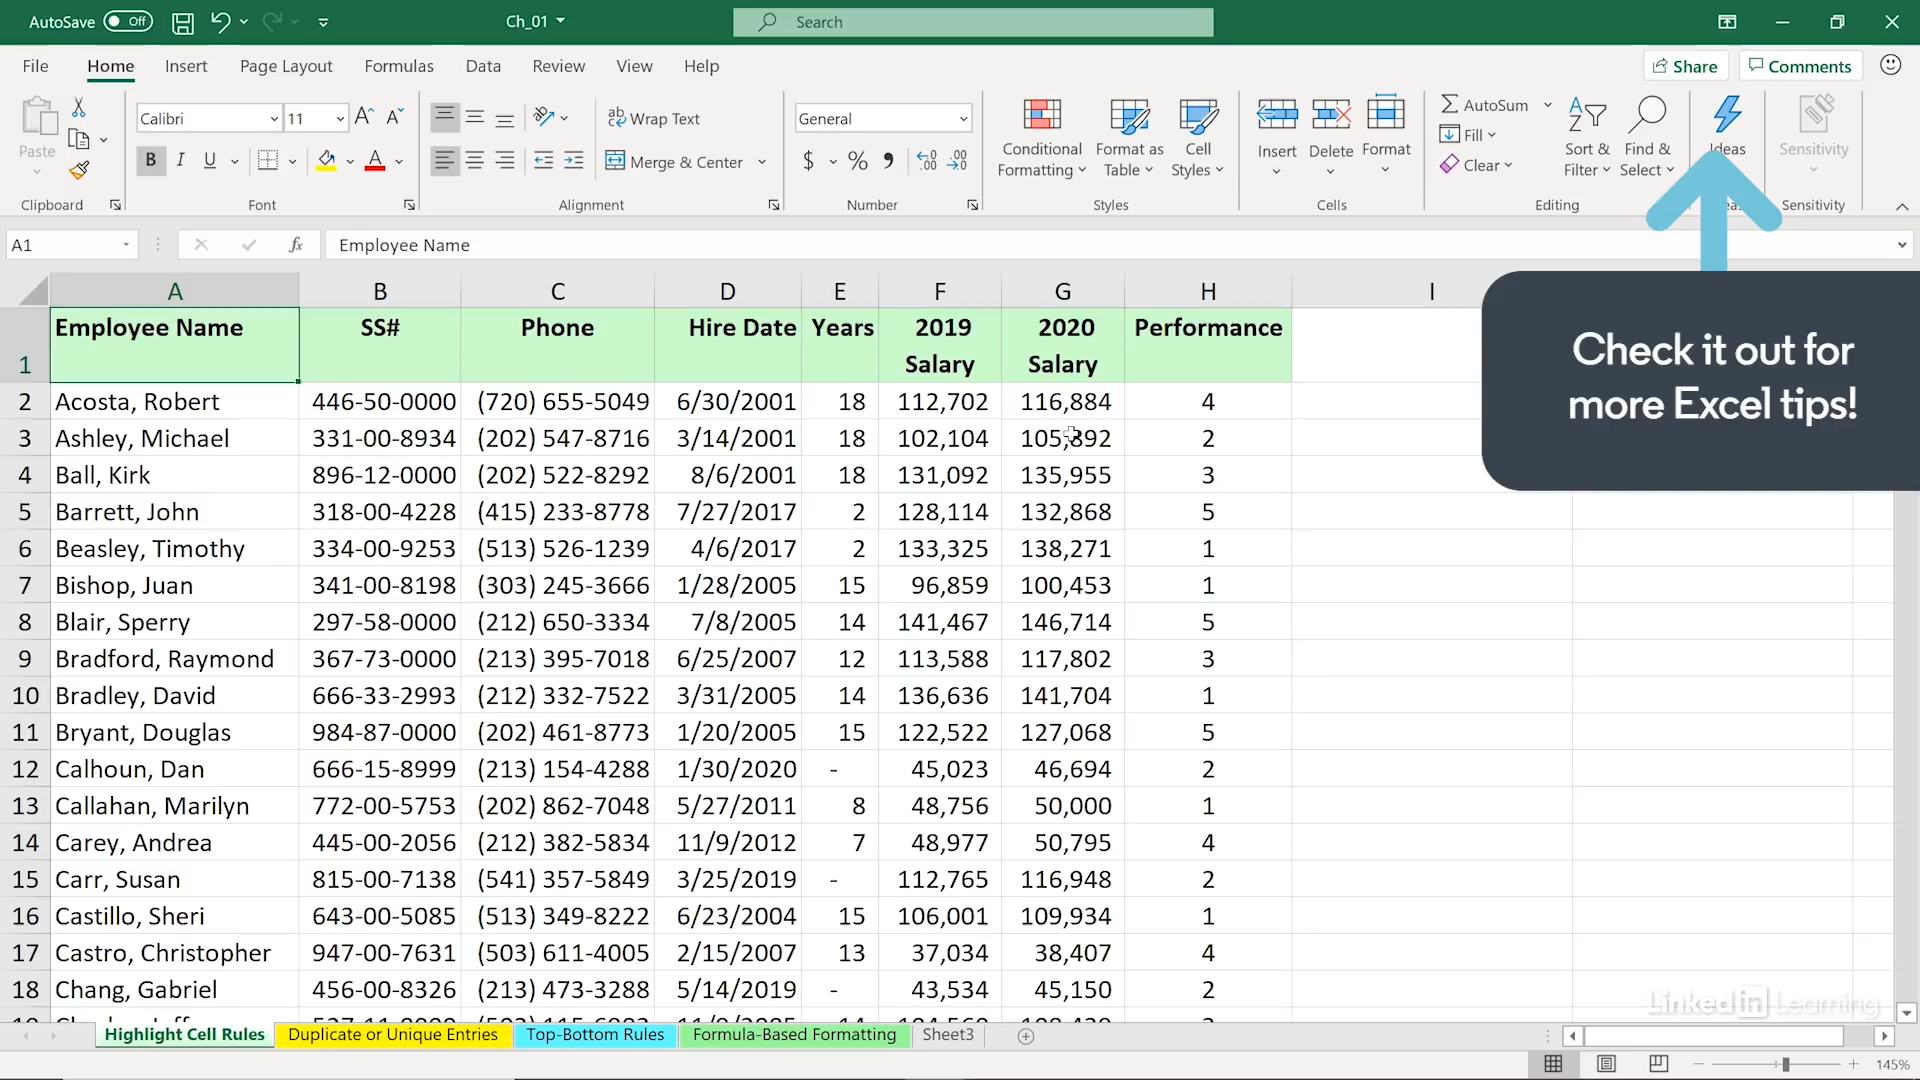 AutoSave Off Ch_01 Search
File Home Insert Page Layout Formulas Data Review View Help Share Comments
Calibri 11 Wrap Text General AutoSum
Paste Merge & Center $ % Conditional Formatting Format as Table Cell Styles Insert Delete Format Fill Clear Sort & Filter Find & Select Ideas Sensitivity
Clipboard Font Alignment Number Styles Cells Editing Sensitivity
A1 fx Employee Name
A B C D E F G H I
1 Employee Name SS# Phone Hire Date Years 2019 Salary 2020 Salary Performance
Check it out for
more Excel tips!
2 Acosta, Robert 446-50-0000 (720) 655-5049 6/30/2001 18 112,702 116,884 4
3 Ashley, Michael 331-00-8934 (202) 547-8716 3/14/2001 18 102,104 105,892 2
4 Ball, Kirk 896-12-0000 (202) 522-8292 8/6/2001 18 131,092 135,955 3
5 Barrett, John 318-00-4228 (415) 233-8778 7/27/2017 2 128,114 132,868 5
6 Beasley, Timothy 334-00-9253 (513) 526-1239 4/6/2017 2 133,325 138,271 1
7 Bishop, Juan 341-00-8198 (303) 245-3666 1/28/2005 15 96,859 100,453 1
8 Blair, Sperry 297-58-0000 (212) 650-3334 7/8/2005 14 141,467 146,714 5
9 Bradford, Raymond 367-73-0000 (213) 395-7018 6/25/2007 12 113,588 117,802 3
10 Bradley, David 666-33-2993 (212) 332-7522 3/31/2005 14 136,636 141,704 1
11 Bryant, Douglas 984-87-0000 (202) 461-8773 1/20/2005 15 122,522 127,068 5
12 Calhoun, Dan 666-15-8999 (213) 154-4288 1/30/2020 - 45,023 46,694 2
13 Callahan, Marilyn 772-00-5753 (202) 862-7048 5/27/2011 8 48,756 50,000 1
14 Carey, Andrea 445-00-2056 (212) 382-5834 11/9/2012 7 48,977 50,795 4
15 Carr, Susan 815-00-7138 (541) 357-5849 3/25/2019 - 112,765 116,948 2
16 Castillo, Sheri 643-00-5085 (513) 349-8222 6/23/2004 15 106,001 109,934 1
17 Castro, Christopher 947-00-7631 (503) 611-4005 2/15/2007 13 37,034 38,407 4
18 Chang, Gabriel 456-00-8326 (213) 473-3288 5/14/2019 - 43,534 45,150 2
Linked in Learning
Highlight Cell Rules Duplicate or Unique Entries Top-Bottom Rules Formula-Based Formatting Sheet3
145%